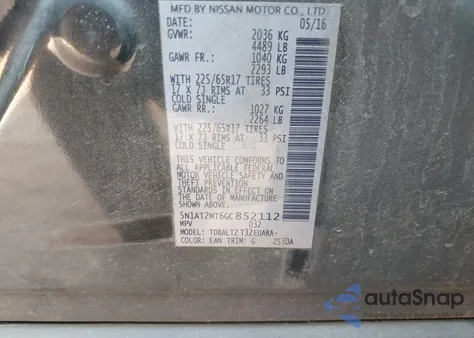 MFD BY NISSAN MOTOR CO., LTD.
DATE: 05/16
GVWR: 2036 KG
4489 LB
GAWR FR.: 1040 KG
2293 LB
WITH 225/65R17 TIRES
17 X 7J RIMS AT 33 PSI
COLD SINGLE
GAWR RR.: 1027 KG
2264 LB
WITH 225/65R17 TIRES
17 X 7J RIMS AT 33 PSI
COLD SINGLE
THIS VEHICLE CONFORMS TO
ALL APPLICABLE FEDERAL
MOTOR VEHICLE SAFETY AND
THEFT PREVENTION
STANDARDS IN EFFECT ON THE
DATE OF MANUFACTURE
SHOWN ABOVE.
5N1AT2MT6GC852112
MPV D32
MODEL: TDBALTZ T32EUABA-
COLOR: EAN TRIM: G
autoSnap